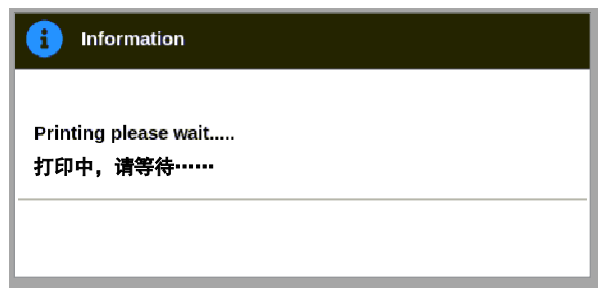 Information
Printing please wait.....
打印中，请等待······